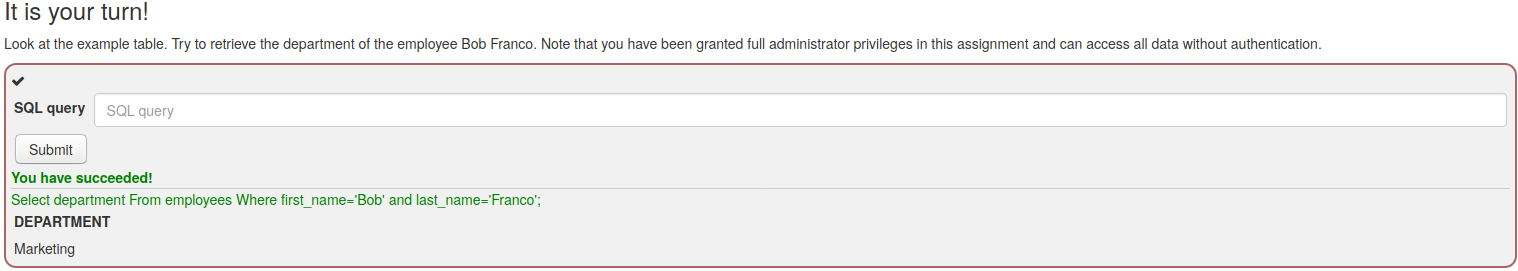 It is your turn!
Look at the example table. Try to retrieve the department of the employee Bob Franco. Note that you have been granted full administrator privileges in this assignment and can access all data without authentication.
SQL query SQL query
Submit
You have succeeded!
Select department From employees Where first_name='Bob' and last_name='Franco';
DEPARTMENT
Marketing